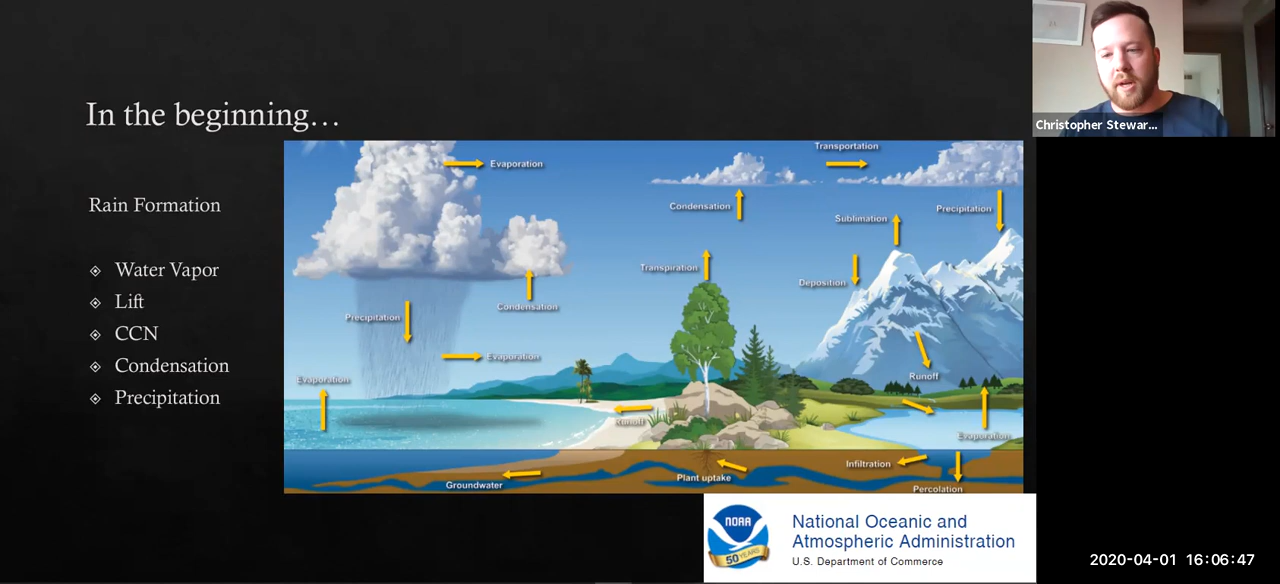 In the beginning...
Rain Formation
Water Vapor
Lift
CCN
Condensation
Precipitation
Evaporation
Transportation
Condensation
Sublimation
Precipitation
Transpiration
Deposition
Condensation
Precipitation
Evaporation
Evaporation
Runoff
Runoff
Evaporation
Infiltration
Plant uptake
Groundwater
Percolation
NOAA
50 YEARS
National Oceanic and
Atmospheric Administration
U.S. Department of Commerce
Christopher Stewar...
2020-04-01 16:06:47